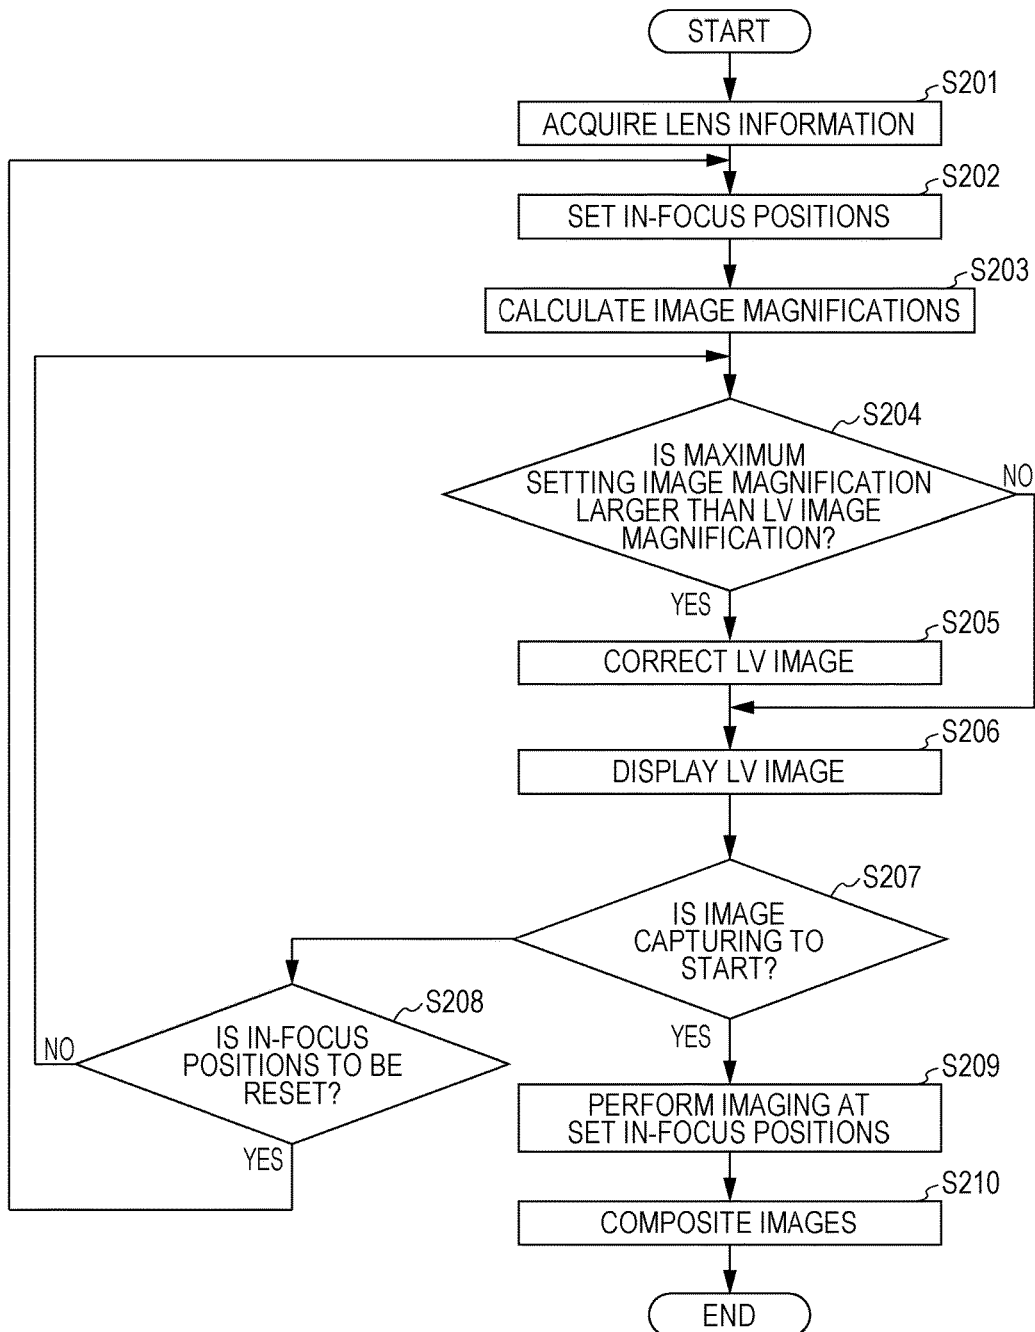 START
S201
ACQUIRE LENS INFORMATION
S202
SET IN-FOCUS POSITIONS
S203
CALCULATE IMAGE MAGNIFICATIONS
S204
IS MAXIMUM
SETTING IMAGE MAGNIFICATION
LARGER THAN LV IMAGE
MAGNIFICATION?
NO
YES
S205
CORRECT LV IMAGE
S206
DISPLAY LV IMAGE
S207
IS IMAGE
CAPTURING TO
START?
YES
S208
IS IN-FOCUS
POSITIONS TO BE
RESET?
NO
YES
S209
PERFORM IMAGING AT
SET IN-FOCUS POSITIONS
S210
COMPOSITE IMAGES
END